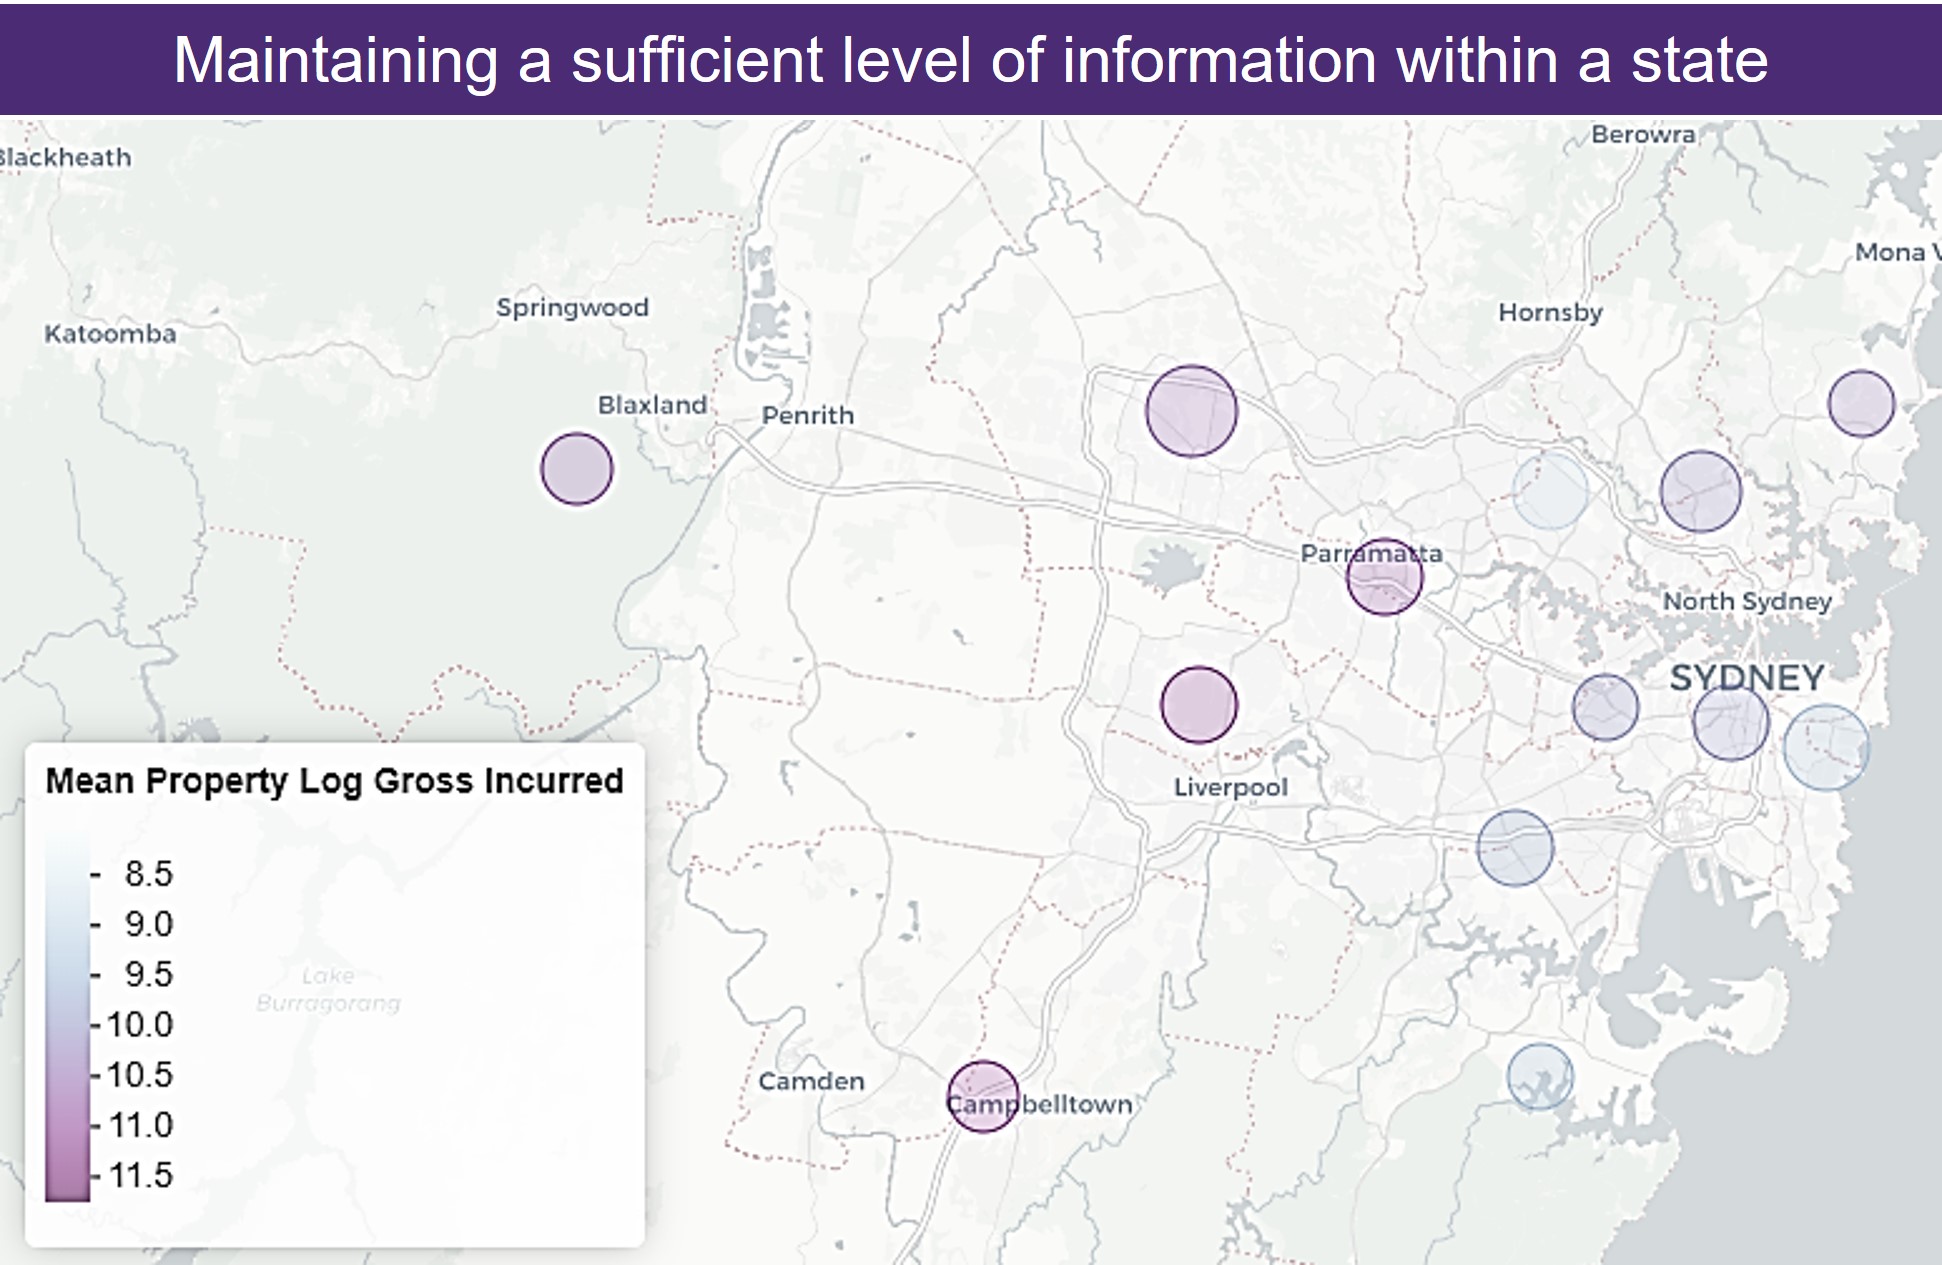 Maintaining a sufficient level of information within a state
Berowra
Blackheath
Mona V
Springwood
Hornsby
Katoomba
Blaxland
Penrith
Parramatta
North Sydney
SYDNEY
Liverpool
Mean Property Log Gross Incurred
8.5
9.0
9.5
10.0
10.5
11.0
11.5
Lake
Burragorang
Camden
Campbelltown